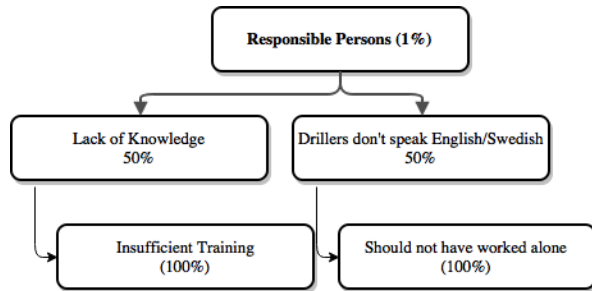 Responsible Persons (1%)
Lack of Knowledge
50%
Drillers don't speak English/Swedish
50%
Insufficient Training
(100%)
Should not have worked alone
(100%)